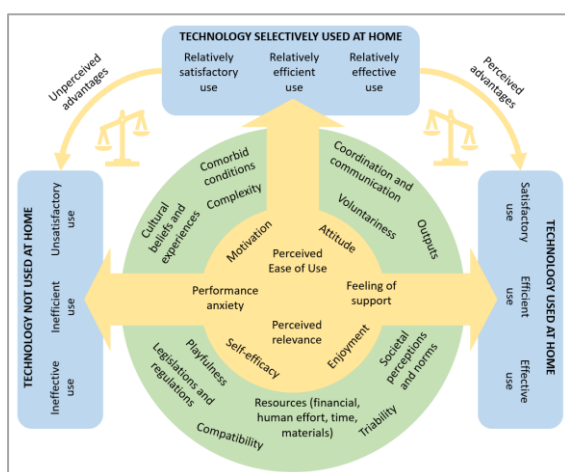 TECHNOLOGY SELECTIVELY USED AT HOME
Relatively
satisfactory
use
Relatively
efficient use
Relatively
effective use
Unperceived
advantages
Perceived
advantages
TECHNOLOGY NOT USED AT HOME
Unsatisfactory
use
Inefficient
use
Ineffective
use
Cultural
beliefs and
experiences
Comorbid
conditions
Complexity
Coordination and
communication
Voluntariness
Outputs
Motivation
Attitude
Perceived
Ease of Use
Performance
anxiety
Feeling of
support
Perceived
relevance
Self-efficacy
Enjoyment
Playfulness
Legislations and
regulations
Compatibility
Resources (financial,
human effort, time,
materials)
Triability
Societal
perceptions
and norms
Satisfactory
use
Efficient
use
Effective
use
TECHNOLOGY USED AT HOME